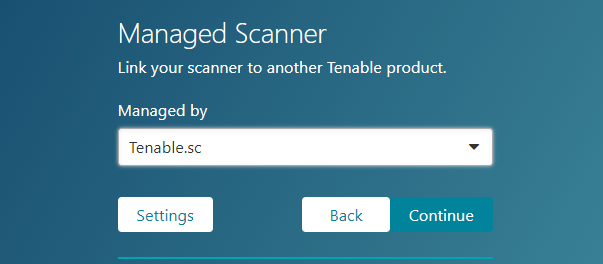 Managed Scanner
Link your scanner to another Tenable product.
Managed by
Tenable.sc
Settings Back Continue